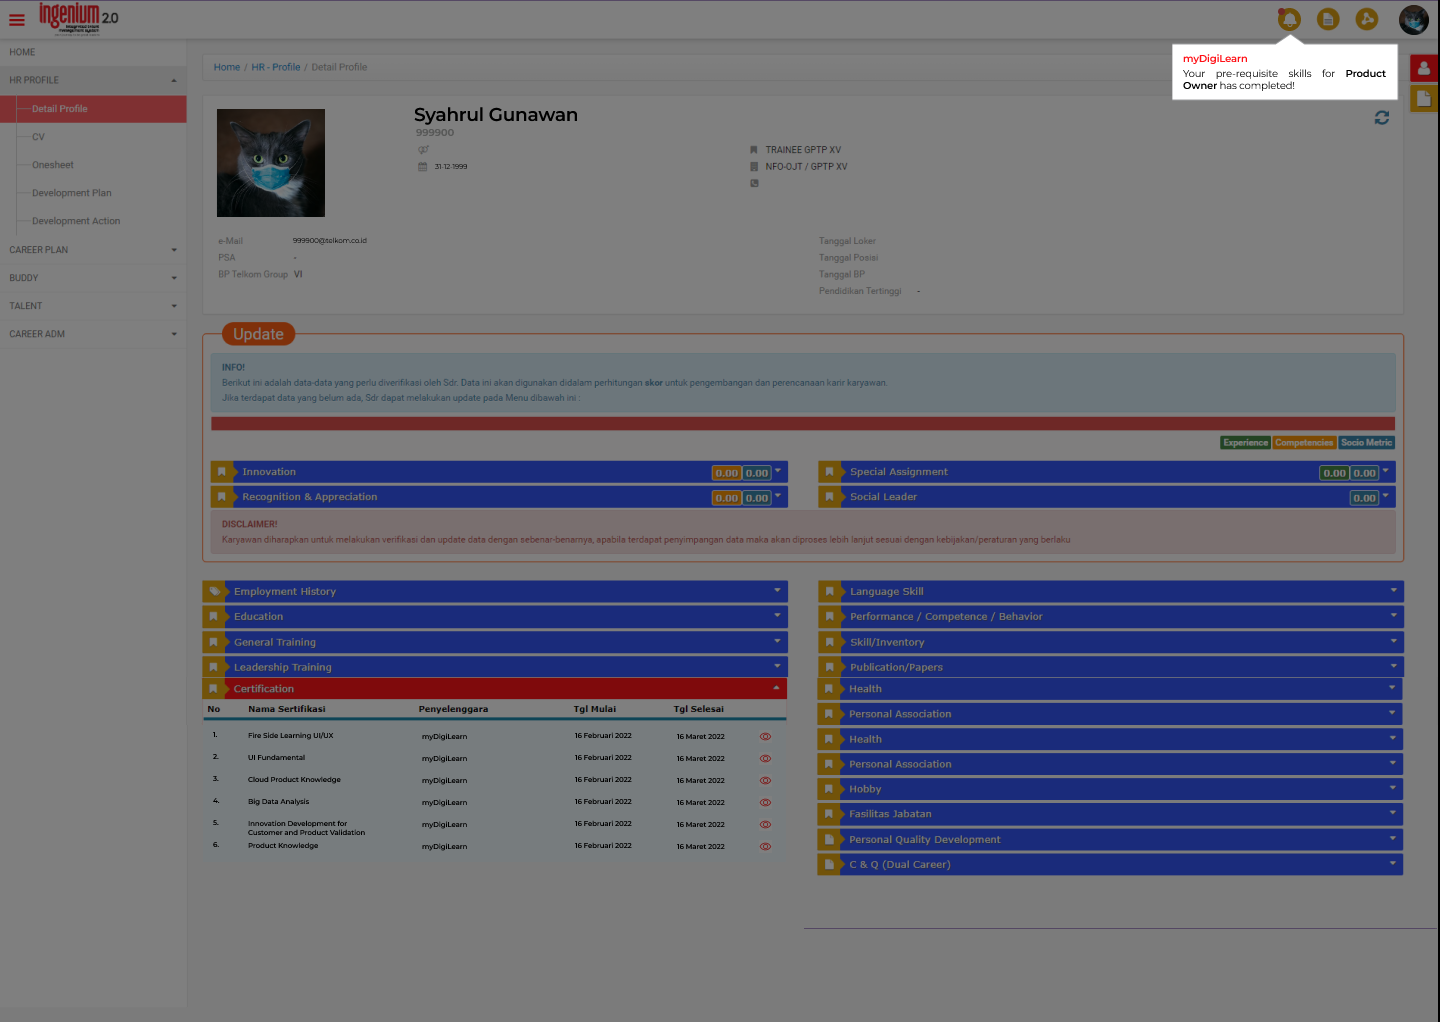 ingenium 2.0
HOME
HR PROFILE
Detail Profile
CV
Onesheet
Development Plan
Development Action
CAREER PLAN
BUDDY
TALENT
CAREER ADM
myDigiLearn
Your pre-requisite skills for Product
Owner has completed!
Home / HR - Profile / Detail Profile
Syahrul Gunawan
999900
31-12-1999
TRAINEE GPTP XV
NFO-OJT / GPTP XV
e-Mail 999900@telkom.co.id
PSA -
BP Telkom Group VI
Tanggal Loker
Tanggal Posisi
Tanggal BP
Pendidikan Tertinggi -
Update
INFO!
Berikut ini adalah data-data yang perlu diverifikasi oleh Sdr. Data ini akan digunakan didalam perhitungan skor untuk pengembangan dan perencanaan karir karyawan.
Jika terdapat data yang belum ada, Sdr dapat melakukan update pada Menu dibawah ini :
Experience Competencies Socio Metric
Innovation 0.00 0.00
Recognition & Appreciation 0.00 0.00
Special Assignment 0.00 0.00
Social Leader 0.00
DISCLAIMER!
Karyawan diharapkan untuk melakukan verifikasi dan update data dengan sebenar-benarnya, apabila terdapat penyimpangan data maka akan diproses lebih lanjut sesuai dengan kebijakan/peraturan yang berlaku
Employment History
Education
General Training
Leadership Training
Certification
No Nama Sertifikasi Penyelenggara Tgl Mulai Tgl Selesai
1. Fire Side Learning UI/UX myDigiLearn 16 Februari 2022 16 Maret 2022
2. UI Fundamental myDigiLearn 16 Februari 2022 16 Maret 2022
3. Cloud Product Knowledge myDigiLearn 16 Februari 2022 16 Maret 2022
4. Big Data Analysis myDigiLearn 16 Februari 2022 16 Maret 2022
5. Innovation Development for myDigiLearn 16 Februari 2022 16 Maret 2022
Customer and Product Validation
6. Product Knowledge myDigiLearn 16 Februari 2022 16 Maret 2022
Language Skill
Performance / Competence / Behavior
Skill/Inventory
Publication/Papers
Health
Personal Association
Health
Personal Association
Hobby
Fasilitas Jabatan
Personal Quality Development
C & Q (Dual Career)